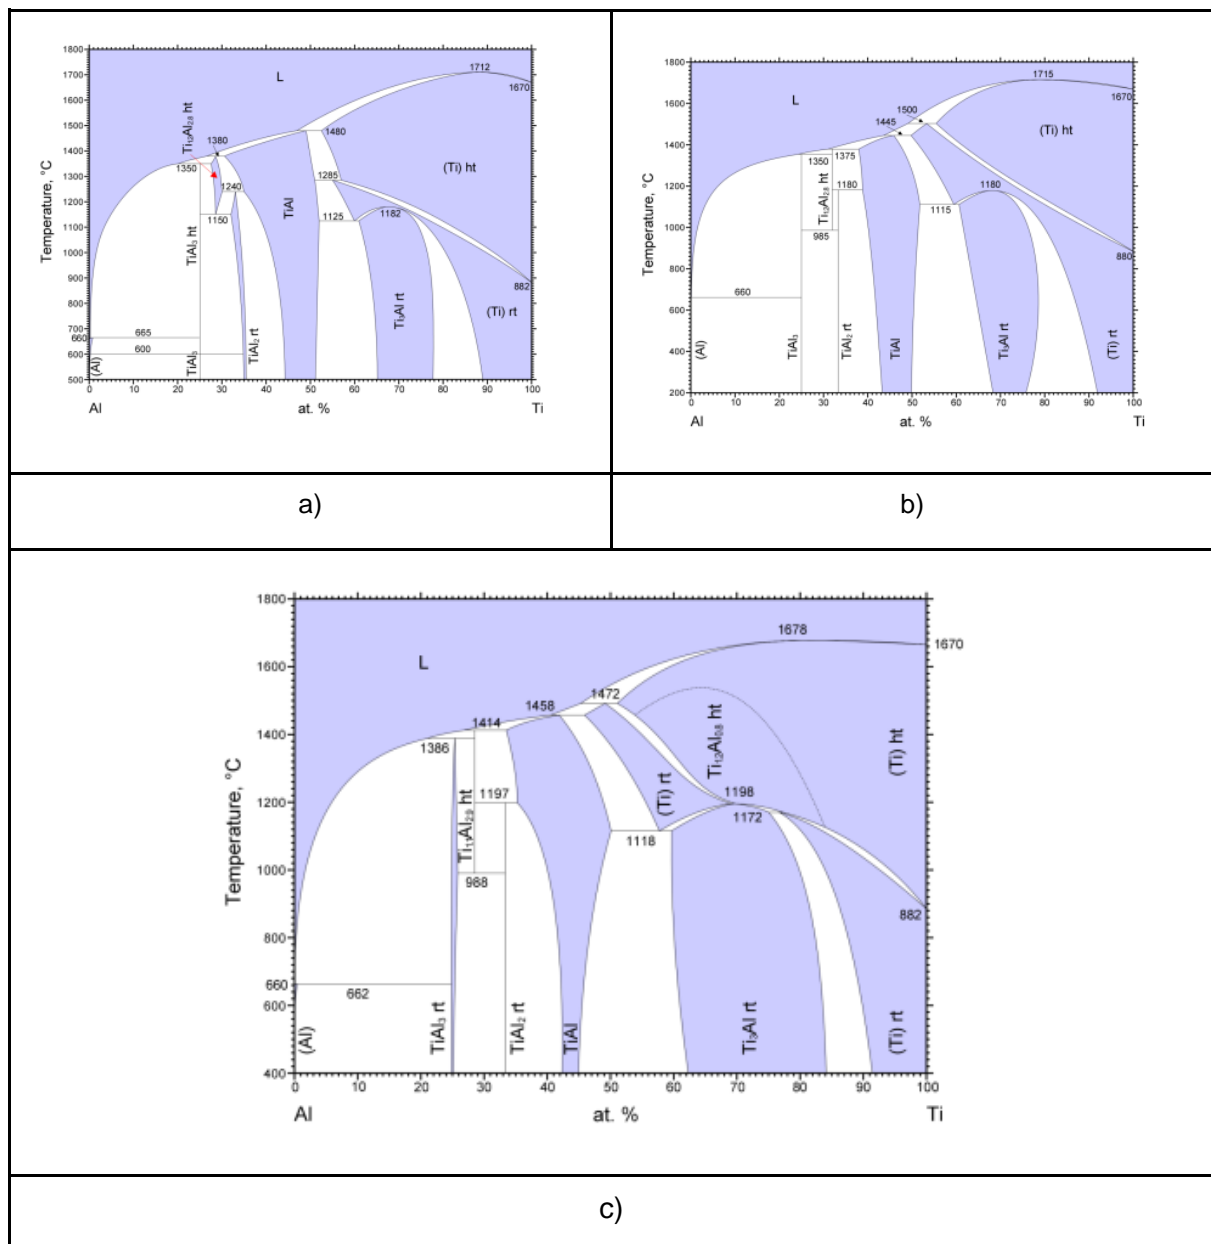 1800
1700
1600
1500
1400
1300
1200
1100
1000
900
800
700
600
500
Temperature, °C
L
1712
1670
Ti₁₂Al₂₈ ht
1380
1480
1350
(Ti) ht
1240
1285
TiAl
1150
1125
1182
TiAl₃ ht
882
Ti₃Al rt
(Ti) rt
660
665
600
(Al)
TiAl₃
TiAl₂ rt
0 10 20 30 40 50 60 70 80 90 100
Al at. % Ti
1800
1600
1400
1200
1000
800
600
400
200
Temperature, °C
L
1715
1670
1500
1445
(Ti) ht
1350
1375
Ti₁₂Al₂₈ ht
1180
1180
1115
985
880
660
(Al)
TiAl₃
TiAl₂ rt
TiAl
Ti₃Al rt
(Ti) rt
0 10 20 30 40 50 60 70 80 90 100
Al at. % Ti
a)
b)
1800
1600
1400
1200
1000
800
600
400
Temperature, °C
L
1678
1670
1472
1458
1414
1386
Ti₁₂Al₀₈ ht
(Ti) ht
(Ti) rt
1197
1198
1172
Ti₁₁Al₂₉ ht
1118
988
882
660
662
(Al)
TiAl₃ rt
TiAl₂ rt
TiAl
Ti₃Al rt
(Ti) rt
0 10 20 30 40 50 60 70 80 90 100
Al at. % Ti
c)